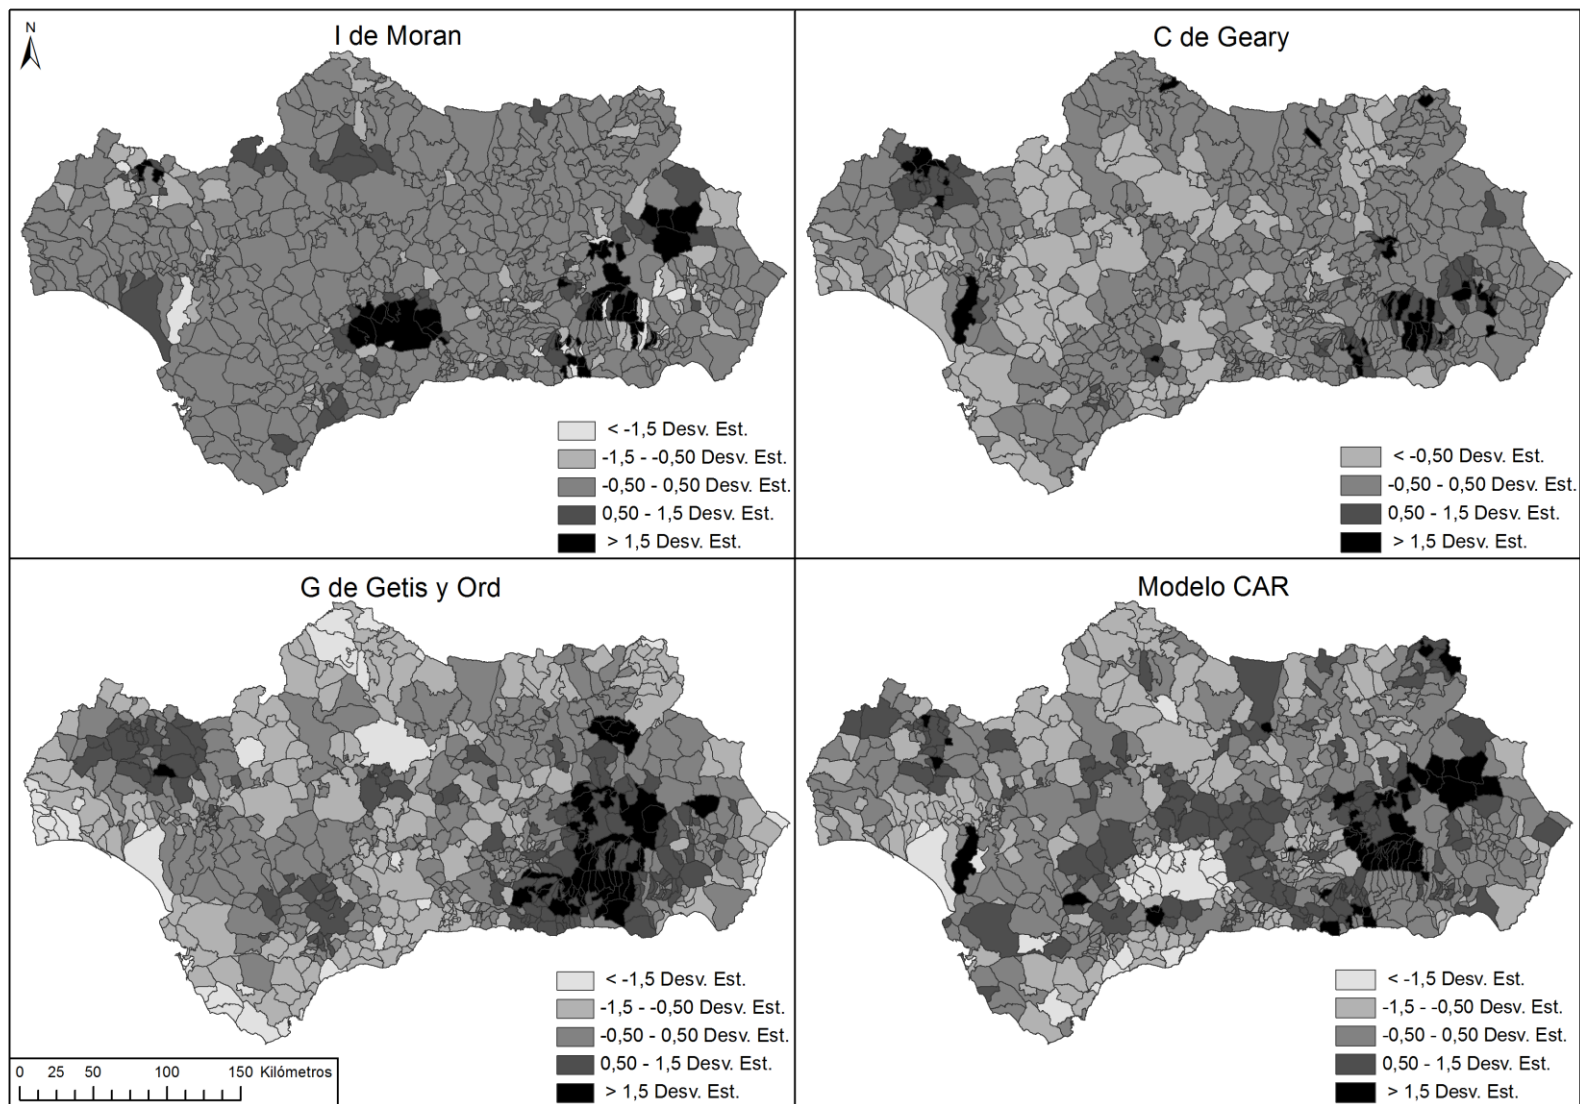 N
I de Moran
< -1,5 Desv. Est.
-1,5 - -0,50 Desv. Est.
-0,50 - 0,50 Desv. Est.
0,50 - 1,5 Desv. Est.
> 1,5 Desv. Est.
C de Geary
< -0,50 Desv. Est.
-0,50 - 0,50 Desv. Est.
0,50 - 1,5 Desv. Est.
> 1,5 Desv. Est.
G de Getis y Ord
< -1,5 Desv. Est.
-1,5 - -0,50 Desv. Est.
-0,50 - 0,50 Desv. Est.
0,50 - 1,5 Desv. Est.
> 1,5 Desv. Est.
0 25 50 100 150 Kilómetros
Modelo CAR
< -1,5 Desv. Est.
-1,5 - -0,50 Desv. Est.
-0,50 - 0,50 Desv. Est.
0,50 - 1,5 Desv. Est.
> 1,5 Desv. Est.